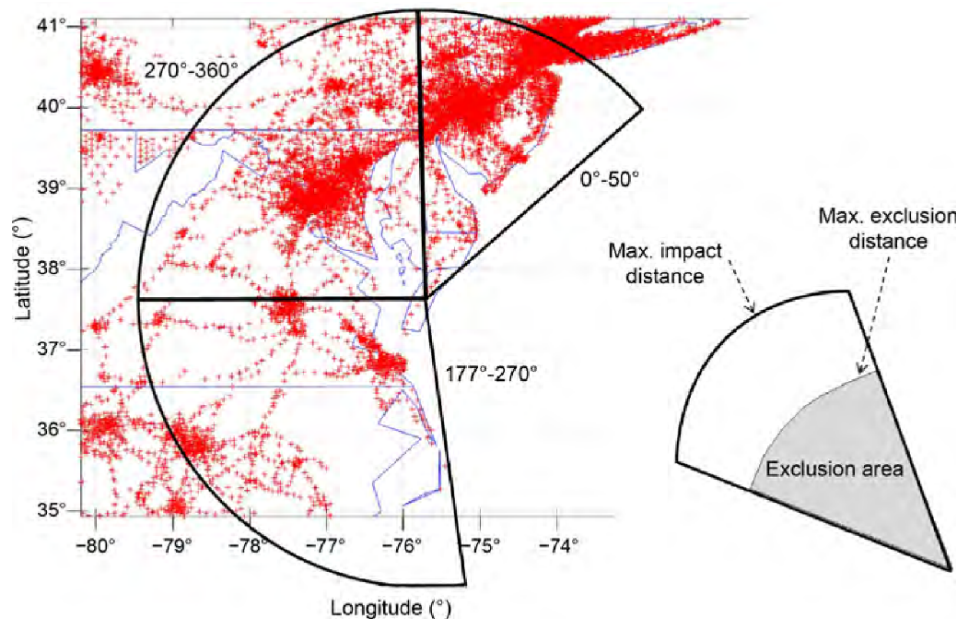 41°
40°
39°
38°
37°
36°
35°
Latitude (°)
270°-360°
0°-50°
177°-270°
−80°
−79°
−78°
−77°
−76°
−75°
−74°
Longitude (°)
Max. impact
distance
Max. exclusion
distance
Exclusion area